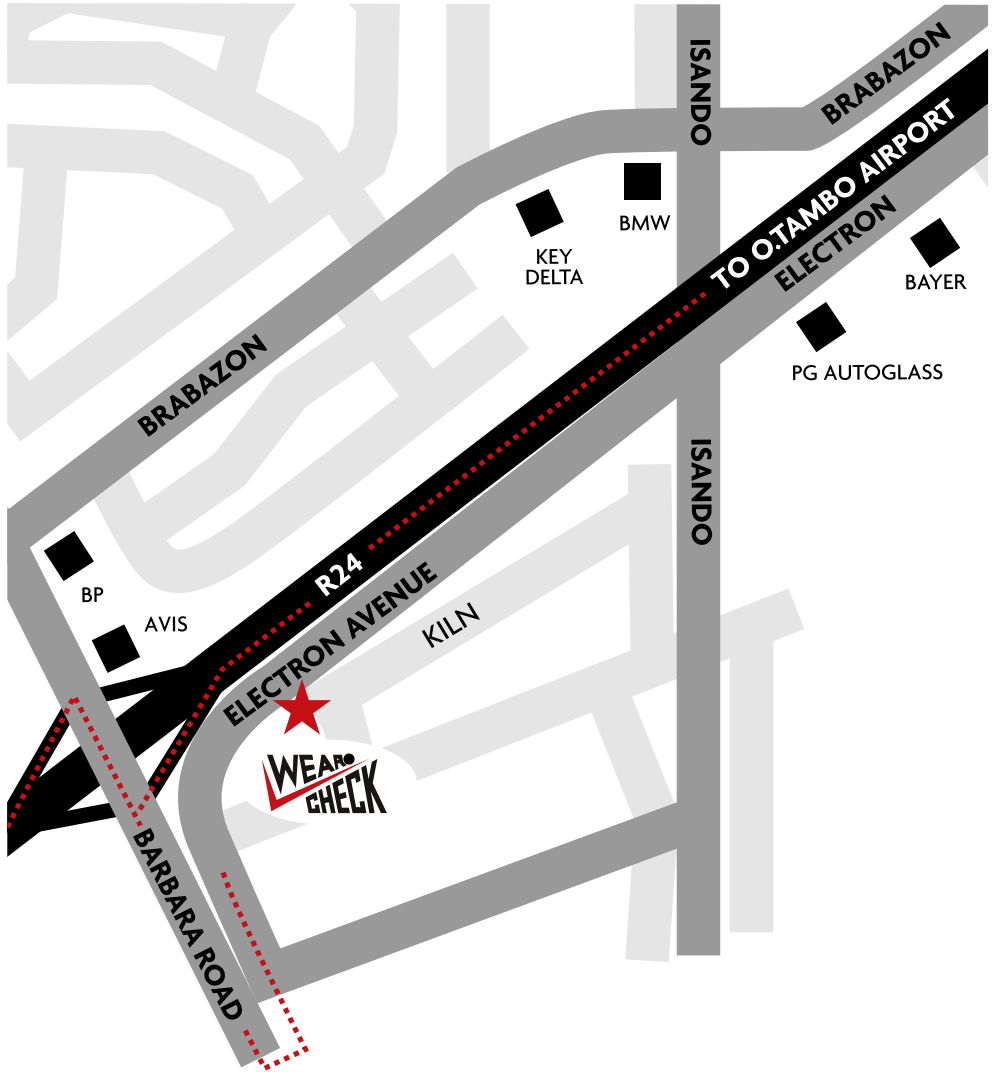 ISANDO
BRABAZON
TO O.TAMBO AIRPORT
BMW
KEY
DELTA
ELECTRON
BAYER
PG AUTOGLASS
BRABAZON
ISANDO
R24
BP
AVIS
ELECTRON AVENUE
KILN
WEAR
CHECK
BARBARA ROAD